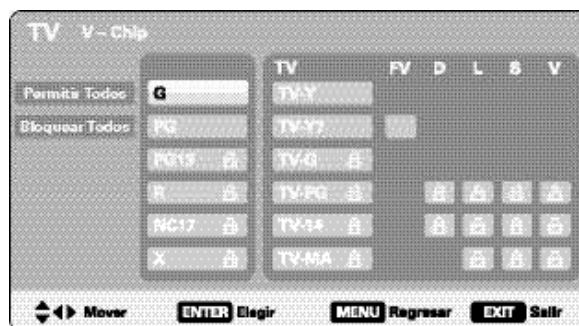 TV V - Chip
TV FV D L S V
Permitir Todos G TV-Y
Bloquear Todos PG TV-Y7
PG13 TV-G
R TV-PG
NC17 TV-14
X TV-MA
Mover ENTER Elegir MENU Regresar EXIT Salir